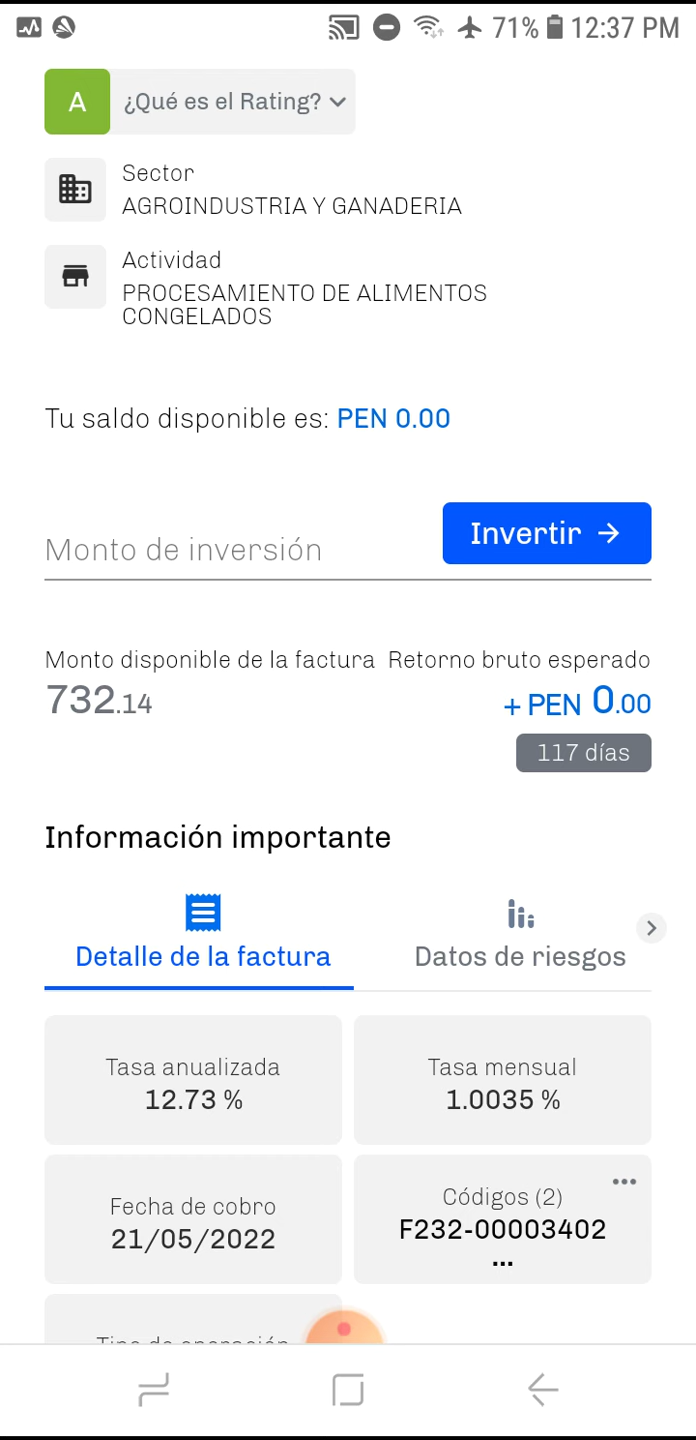 71% 12:37 PM
A ¿Qué es el Rating?
Sector
AGROINDUSTRIA Y GANADERIA
Actividad
PROCESAMIENTO DE ALIMENTOS
CONGELADOS
Tu saldo disponible es: PEN 0.00
Monto de inversión
Invertir →
Monto disponible de la factura Retorno bruto esperado
732.14 + PEN 0.00
117 días
Información importante
Detalle de la factura Datos de riesgos
Tasa anualizada Tasa mensual
12.73 % 1.0035 %
Fecha de cobro Códigos (2)
21/05/2022 F232-00003402
...
Tipo de operación